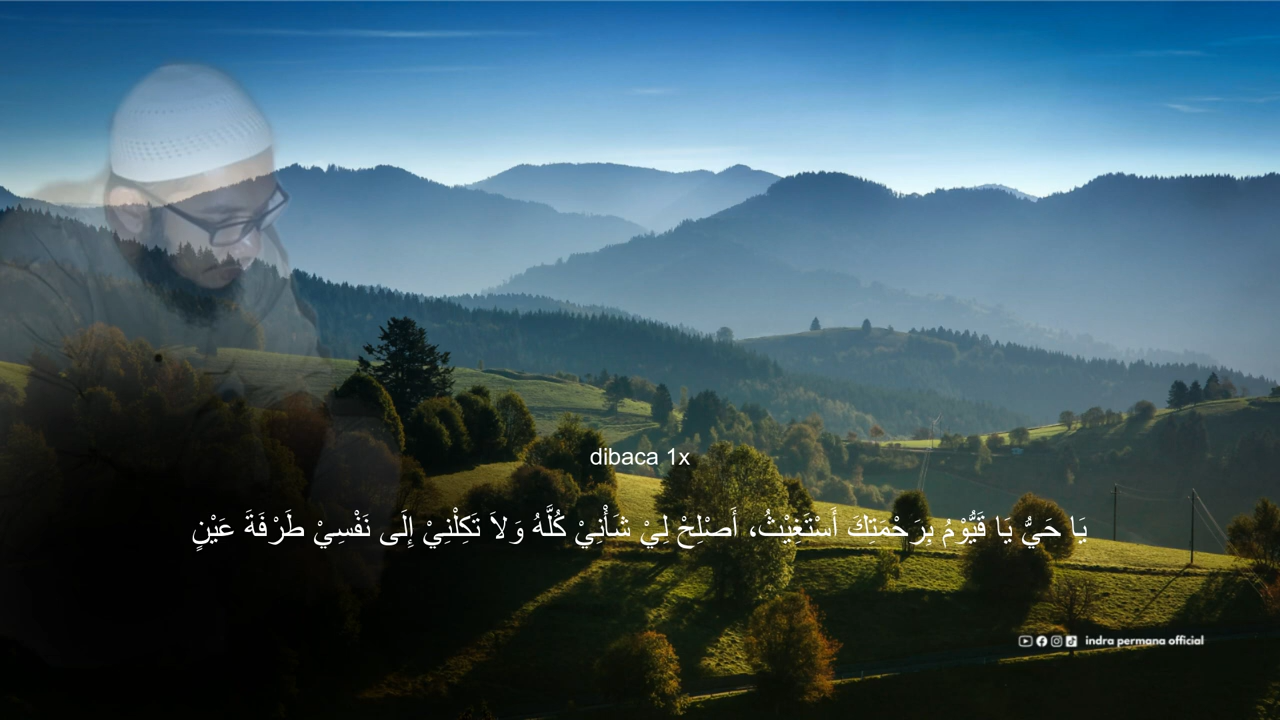 dibaca 1x
يَا حَيُّ يَا قَيُّوْمُ بِرَحْمَتِكَ أَسْتَغِيْثُ، أَصْلِحْ لِيْ شَأْنِيْ كُلَّهُ وَلاَ تَكِلْنِيْ إِلَى نَفْسِيْ طَرْفَةَ عَيْنٍ
indra permana official